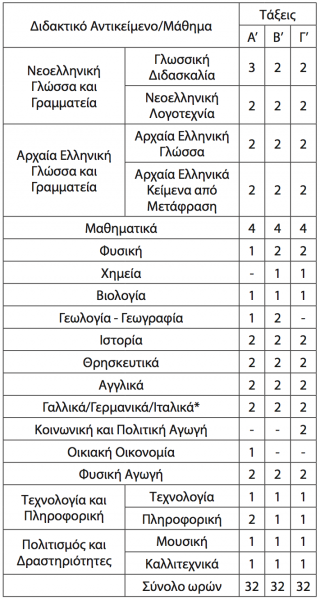 Διδακτικό Αντικείμενο/Μάθημα
Τάξεις
Α’ Β’ Γ’
Νεοελληνική
Γλώσσα και
Γραμματεία
Γλωσσική
Διδασκαλία
3 2 2
Νεοελληνική
Λογοτεχνία
2 2 2
Αρχαία Ελληνική
Γλώσσα και
Γραμματεία
Αρχαία Ελληνική
Γλώσσα
2 2 2
Αρχαία Ελληνικά
Κείμενα από
Μετάφραση
2 2 2
Μαθηματικά 4 4 4
Φυσική 1 2 2
Χημεία - 1 1
Βιολογία 1 1 1
Γεωλογία - Γεωγραφία 1 2 -
Ιστορία 2 2 2
Θρησκευτικά 2 2 2
Αγγλικά 2 2 2
Γαλλικά/Γερμανικά/Ιταλικά* 2 2 2
Κοινωνική και Πολιτική Αγωγή - - 2
Οικιακή Οικονομία 1 - -
Φυσική Αγωγή 2 2 2
Τεχνολογία και
Πληροφορική
Τεχνολογία 1 1 1
Πληροφορική 2 1 1
Πολιτισμός και
Δραστηριότητες
Μουσική 1 1 1
Καλλιτεχνικά 1 1 1
Σύνολο ωρών 32 32 32